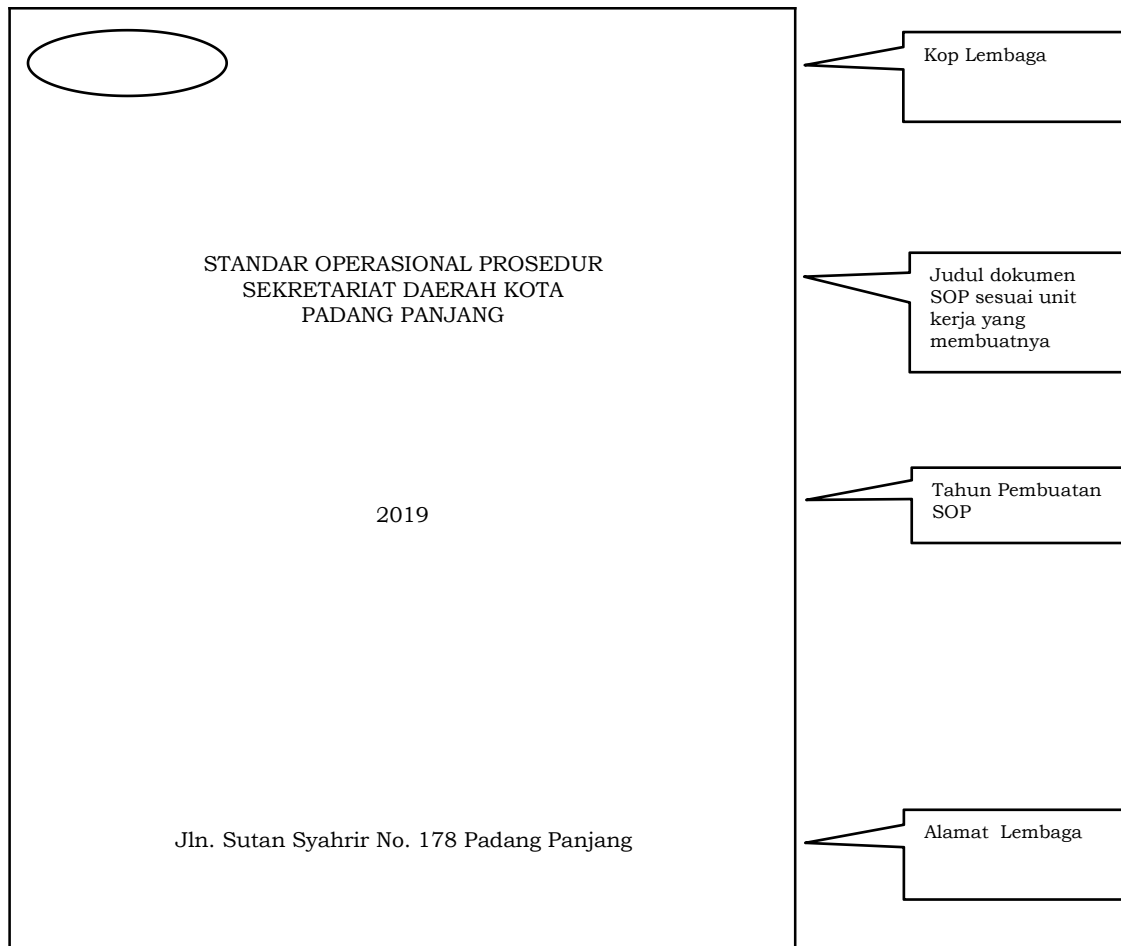 Kop Lembaga
STANDAR OPERASIONAL PROSEDUR
SEKRETARIAT DAERAH KOTA
PADANG PANJANG
Judul dokumen
SOP sesuai unit
kerja yang
membuatnya
2019
Tahun Pembuatan
SOP
Jln. Sutan Syahrir No. 178 Padang Panjang
Alamat Lembaga